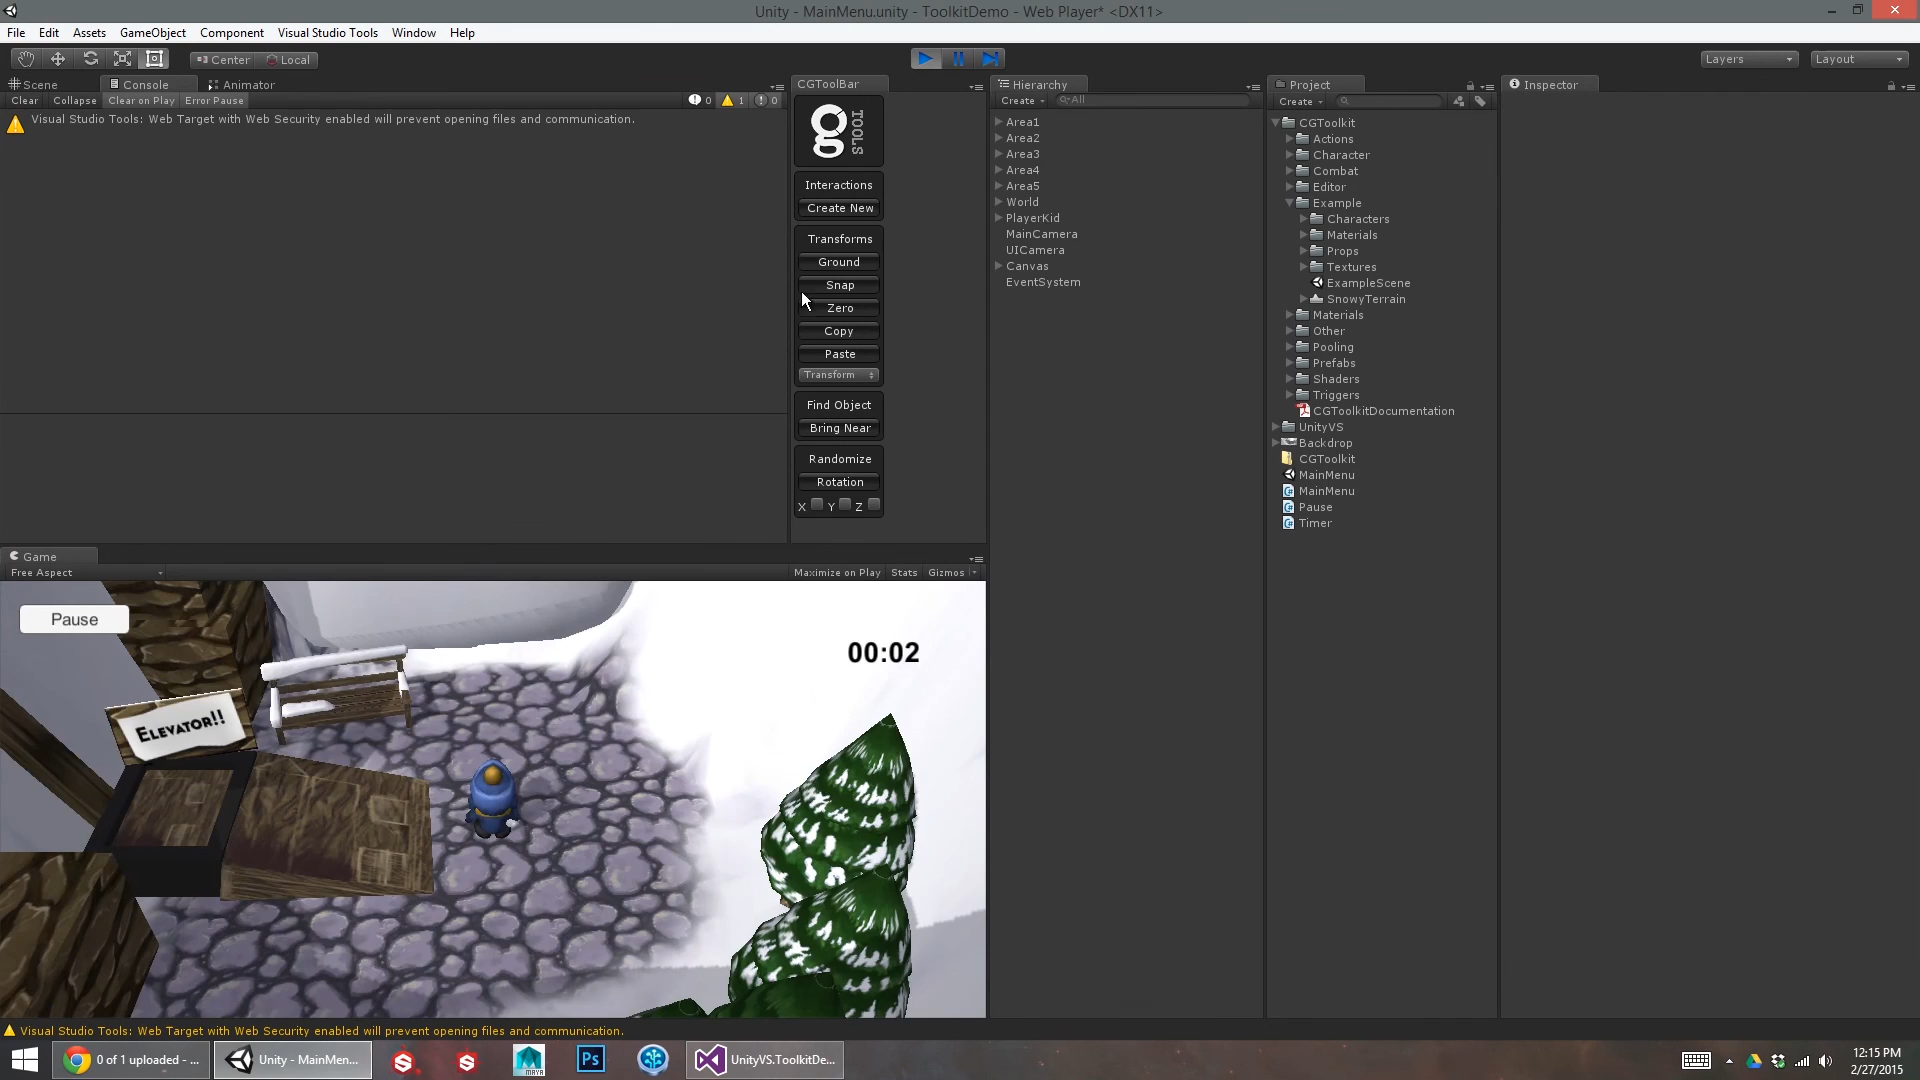 Unity - MainMenu.unity - ToolkitDemo - Web Player* <DX11>
File Edit Assets GameObject Component Visual Studio Tools Window Help
Center Local Layers Layout
Scene Console Animator
Clear Collapse Clear on Play Error Pause 0 1 0
Visual Studio Tools: Web Target with Web Security enabled will prevent opening files and communication.
CGToolBar
g TOOLS
Interactions
Create New
Transforms
Ground
Snap
Zero
Copy
Paste
Transform
Find Object
Bring Near
Randomize
Rotation
X Y Z
Hierarchy
Create All
Area1
Area2
Area3
Area4
Area5
World
PlayerKid
MainCamera
UICamera
Canvas
EventSystem
Project
Create
CGToolkit
Actions
Character
Combat
Editor
Example
Characters
Materials
Props
Textures
ExampleScene
SnowyTerrain
Materials
Other
Pooling
Prefabs
Shaders
Triggers
CGToolkitDocumentation
UnityVS
Backdrop
CGToolkit
MainMenu
MainMenu
Pause
Timer
Inspector
Game
Free Aspect Maximize on Play Stats Gizmos
Pause
00:02
ELEVATOR!!
Visual Studio Tools: Web Target with Web Security enabled will prevent opening files and communication.
0 of 1 uploaded - ... Unity - MainMen... S S MAYA Ps UnityVS.ToolkitDe...
12:15 PM
2/27/2015